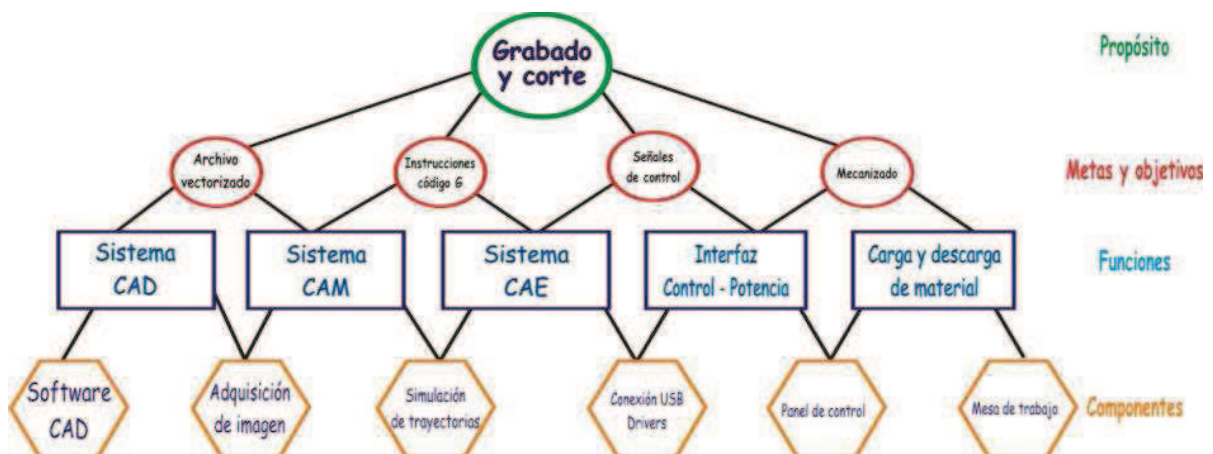 Grabado
y corte
Propósito
Archivo
vectorizado
Instrucciones
código G
Señales
de control
Mecanizado
Metas y objetivos
Sistema
CAD
Sistema
CAM
Sistema
CAE
Interfaz
Control - Potencia
Carga y descarga
de material
Funciones
Software
CAD
Adquisición
de imagen
Simulación
de trayectorias
Conexión USB
Drivers
Panel de control
Mesa de trabajo
Componentes